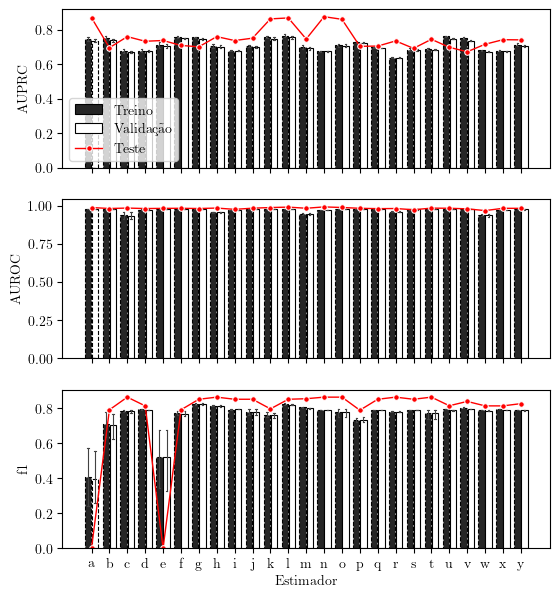 0.8
0.6
0.4
0.2
0.0
AUPRC
Treino
Validação
Teste
1.00
0.75
0.50
0.25
0.00
AUROC
0.8
0.6
0.4
0.2
0.0
f1
a b c d e f g h i j k l m n o p q r s t u v w x y
Estimador